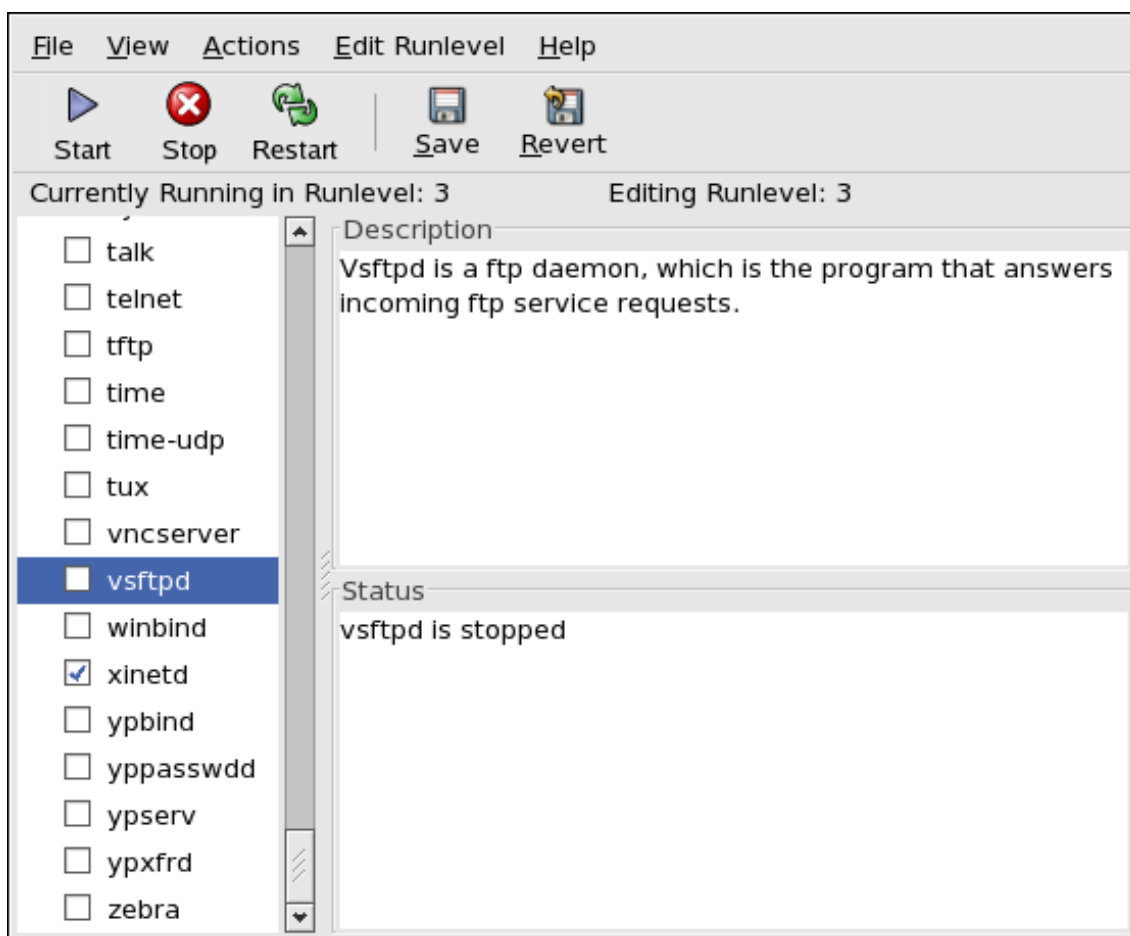 File View Actions Edit Runlevel Help
Start Stop Restart Save Revert
Currently Running in Runlevel: 3 Editing Runlevel: 3
talk
telnet
tftp
time
time-udp
tux
vncserver
vsftpd
winbind
xinetd
ypbind
yppasswdd
ypserv
ypxfrd
zebra
Description
Vsftpd is a ftp daemon, which is the program that answers
incoming ftp service requests.
Status
vsftpd is stopped